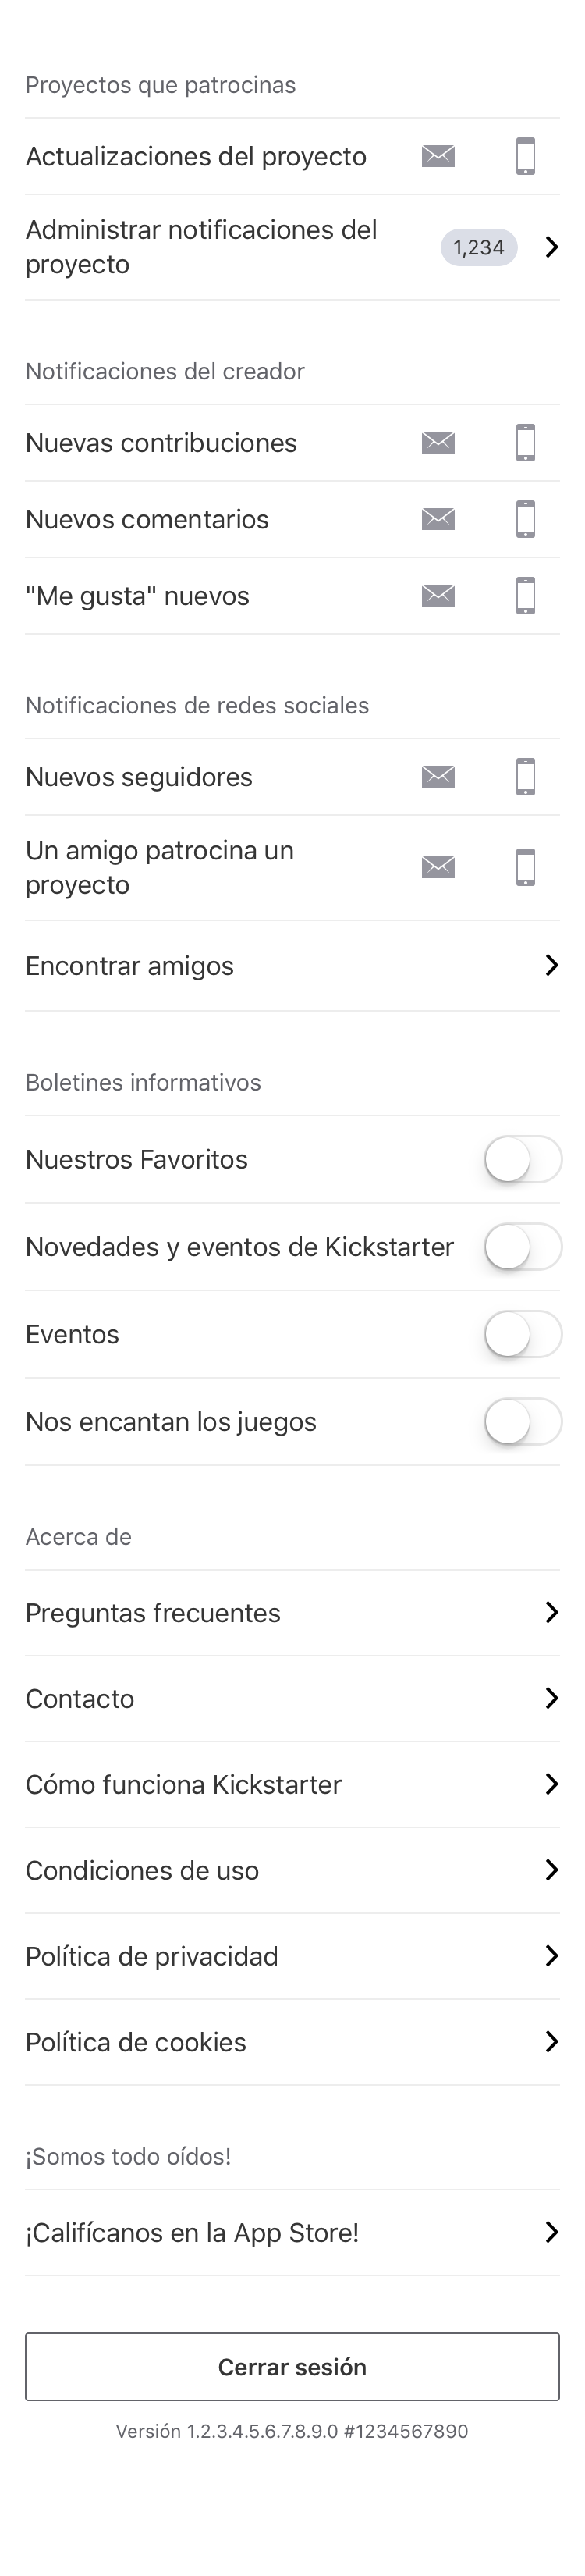 Proyectos que patrocinas
Actualizaciones del proyecto
Administrar notificaciones del
proyecto
1,234
Notificaciones del creador
Nuevas contribuciones
Nuevos comentarios
"Me gusta" nuevos
Notificaciones de redes sociales
Nuevos seguidores
Un amigo patrocina un
proyecto
Encontrar amigos
Boletines informativos
Nuestros Favoritos
Novedades y eventos de Kickstarter
Eventos
Nos encantan los juegos
Acerca de
Preguntas frecuentes
Contacto
Cómo funciona Kickstarter
Condiciones de uso
Política de privacidad
Política de cookies
¡Somos todo oídos!
¡Califícanos en la App Store!
Cerrar sesión
Versión 1.2.3.4.5.6.7.8.9.0 #1234567890